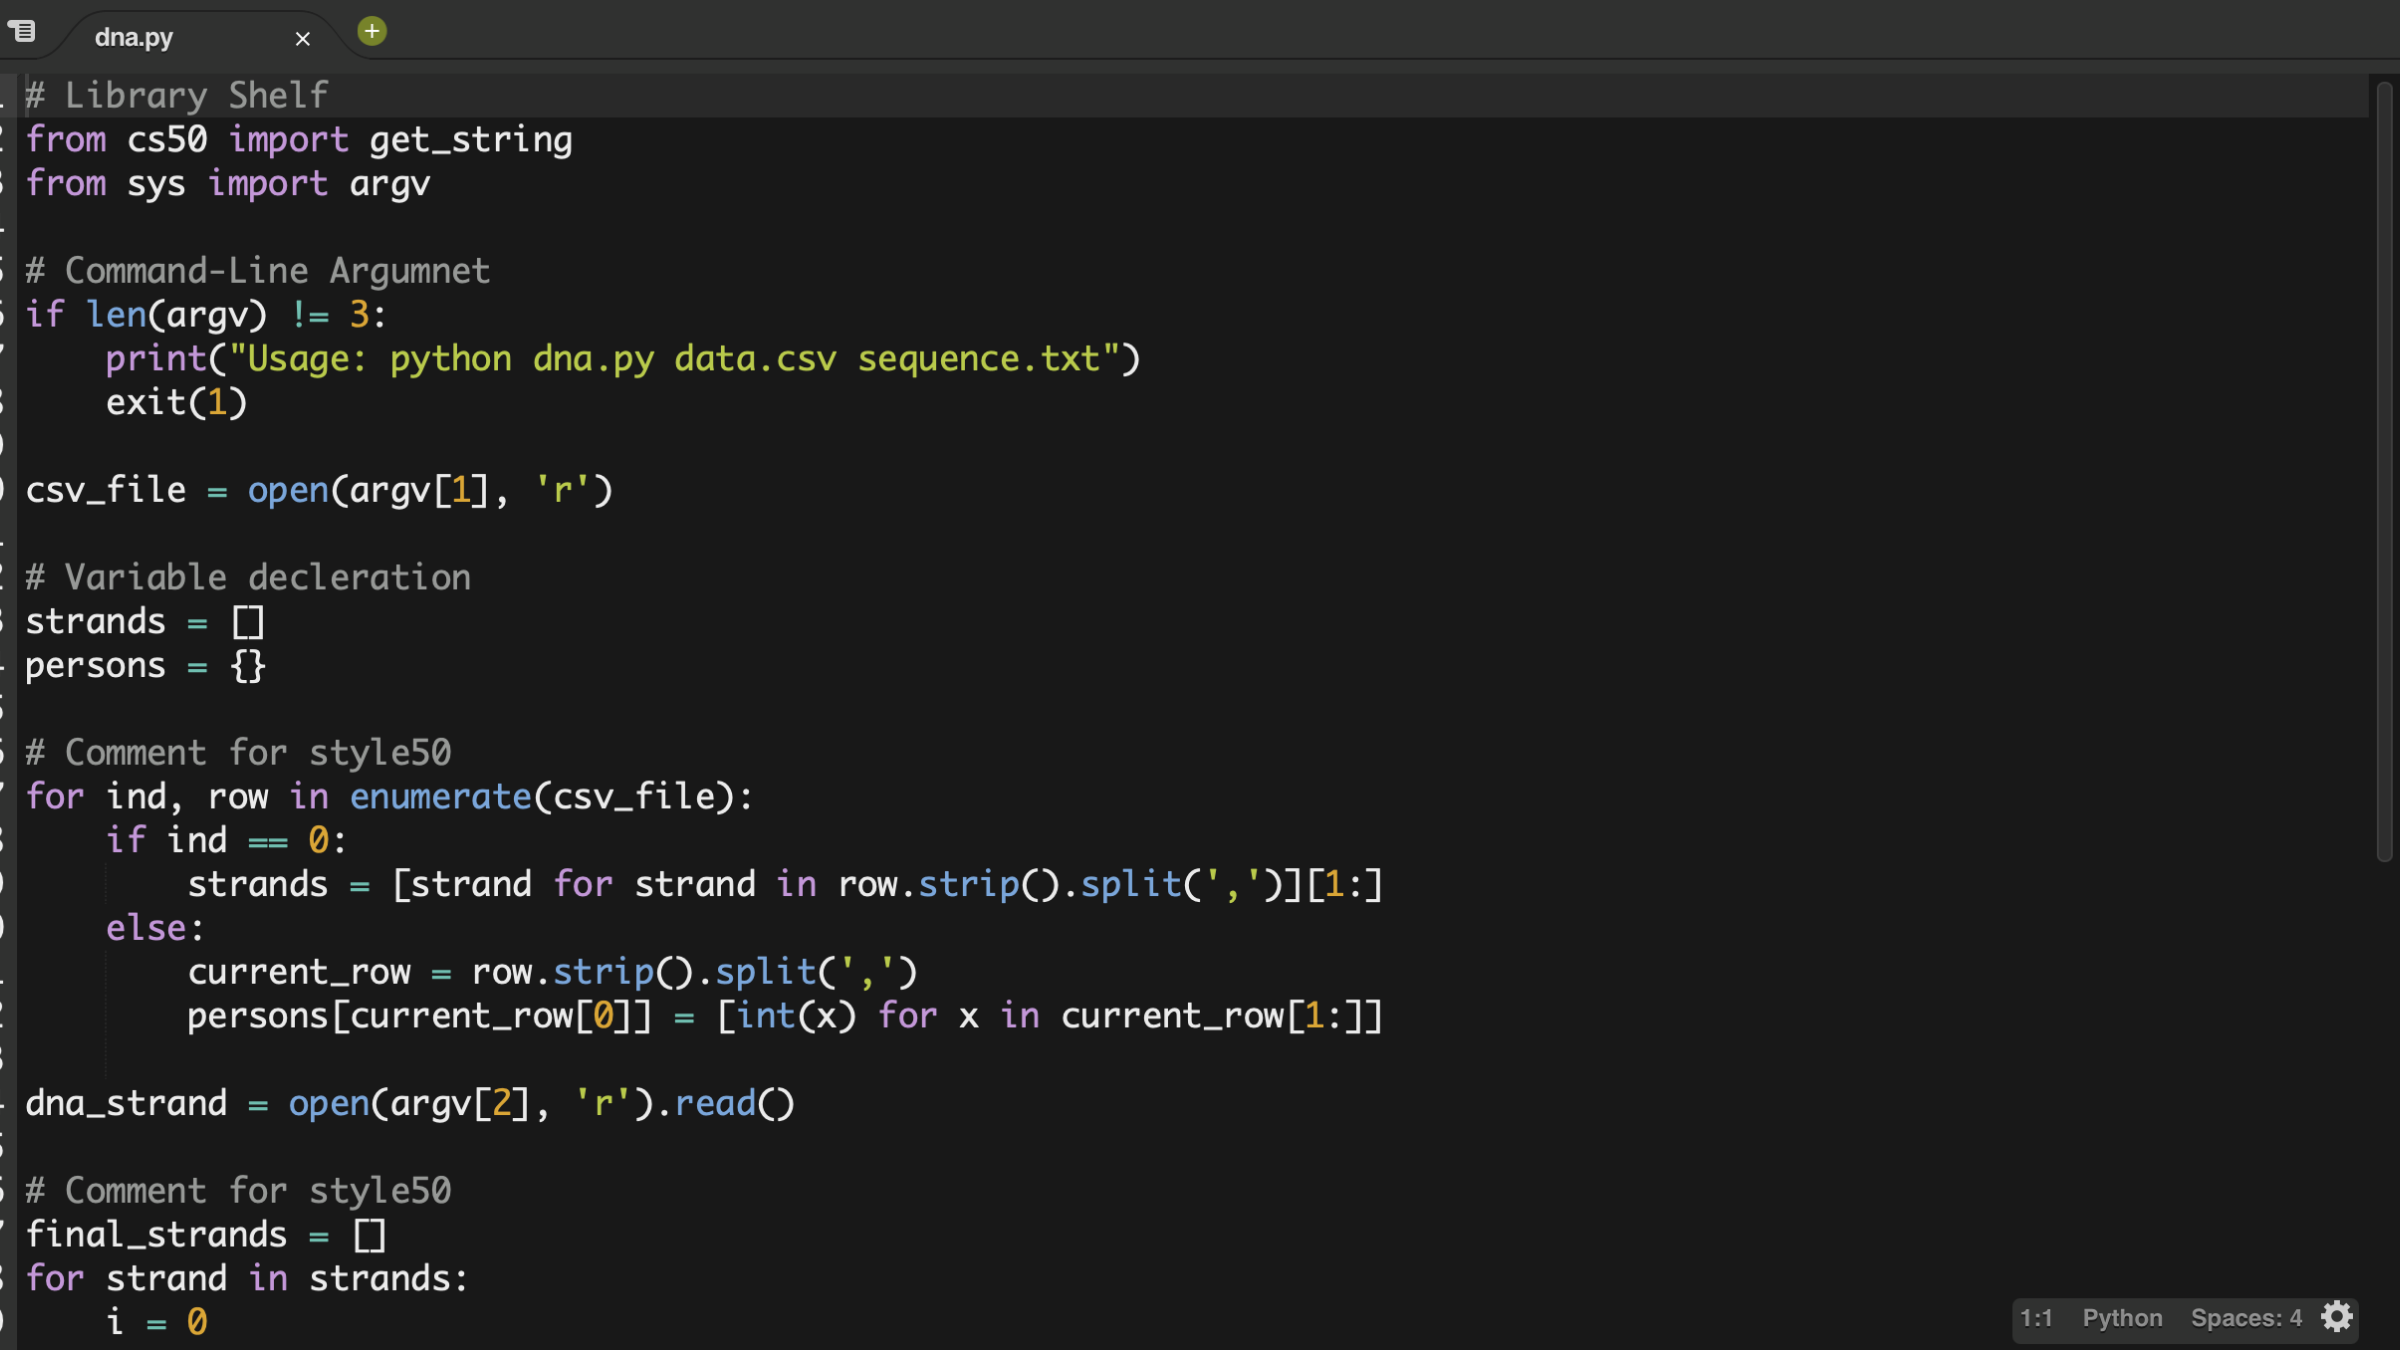 dna.py × +
# Library Shelf
from cs50 import get_string
from sys import argv
# Command-Line Argumnet
if len(argv) != 3:
    print("Usage: python dna.py data.csv sequence.txt")
    exit(1)
csv_file = open(argv[1], 'r')
# Variable decleration
strands = []
persons = {}
# Comment for style50
for ind, row in enumerate(csv_file):
    if ind == 0:
        strands = [strand for strand in row.strip().split(',')][1:]
    else:
        current_row = row.strip().split(',')
        persons[current_row[0]] = [int(x) for x in current_row[1:]]
dna_strand = open(argv[2], 'r').read()
# Comment for style50
final_strands = []
for strand in strands:
    i = 0
1:1 Python Spaces: 4